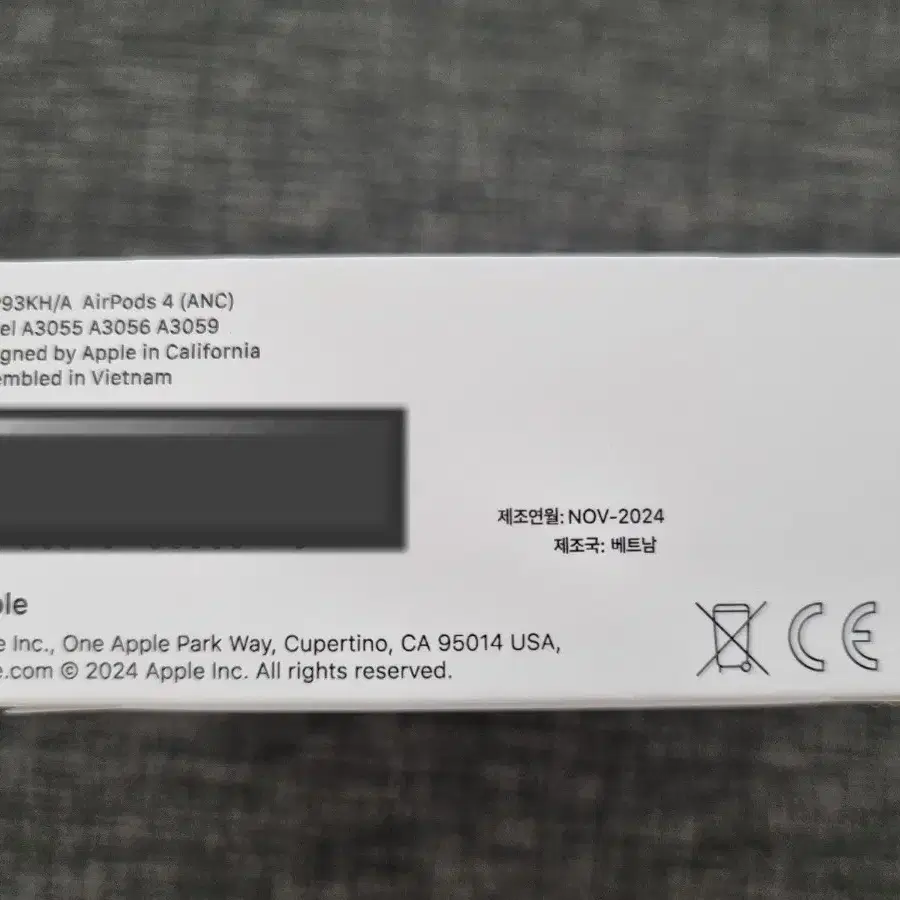 93KH/A AirPods 4 (ANC)
el A3055 A3056 A3059
gned by Apple in California
embled in Vietnam
제조연월: NOV-2024
제조국: 베트남
ple
e Inc., One Apple Park Way, Cupertino, CA 95014 USA,
e.com © 2024 Apple Inc. All rights reserved.
CE